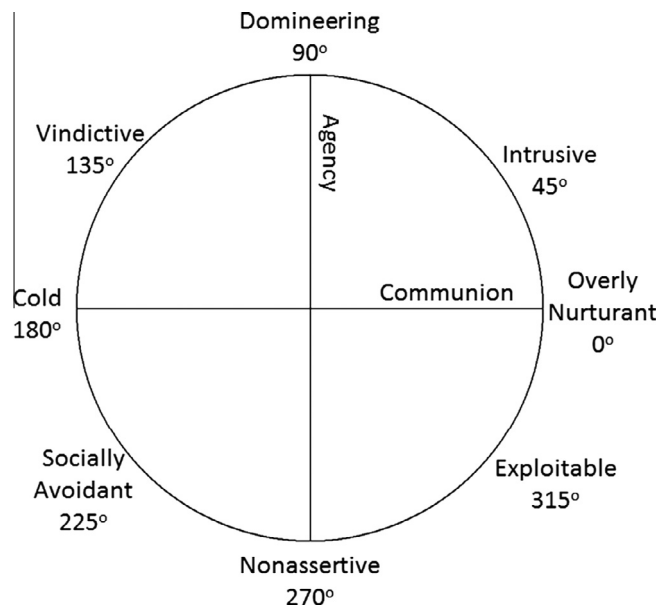 Domineering
90°
Vindictive
135°
Agency
Intrusive
45°
Cold
180°
Communion
Overly
Nurturant
0°
Socially
Avoidant
225°
Exploitable
315°
Nonassertive
270°